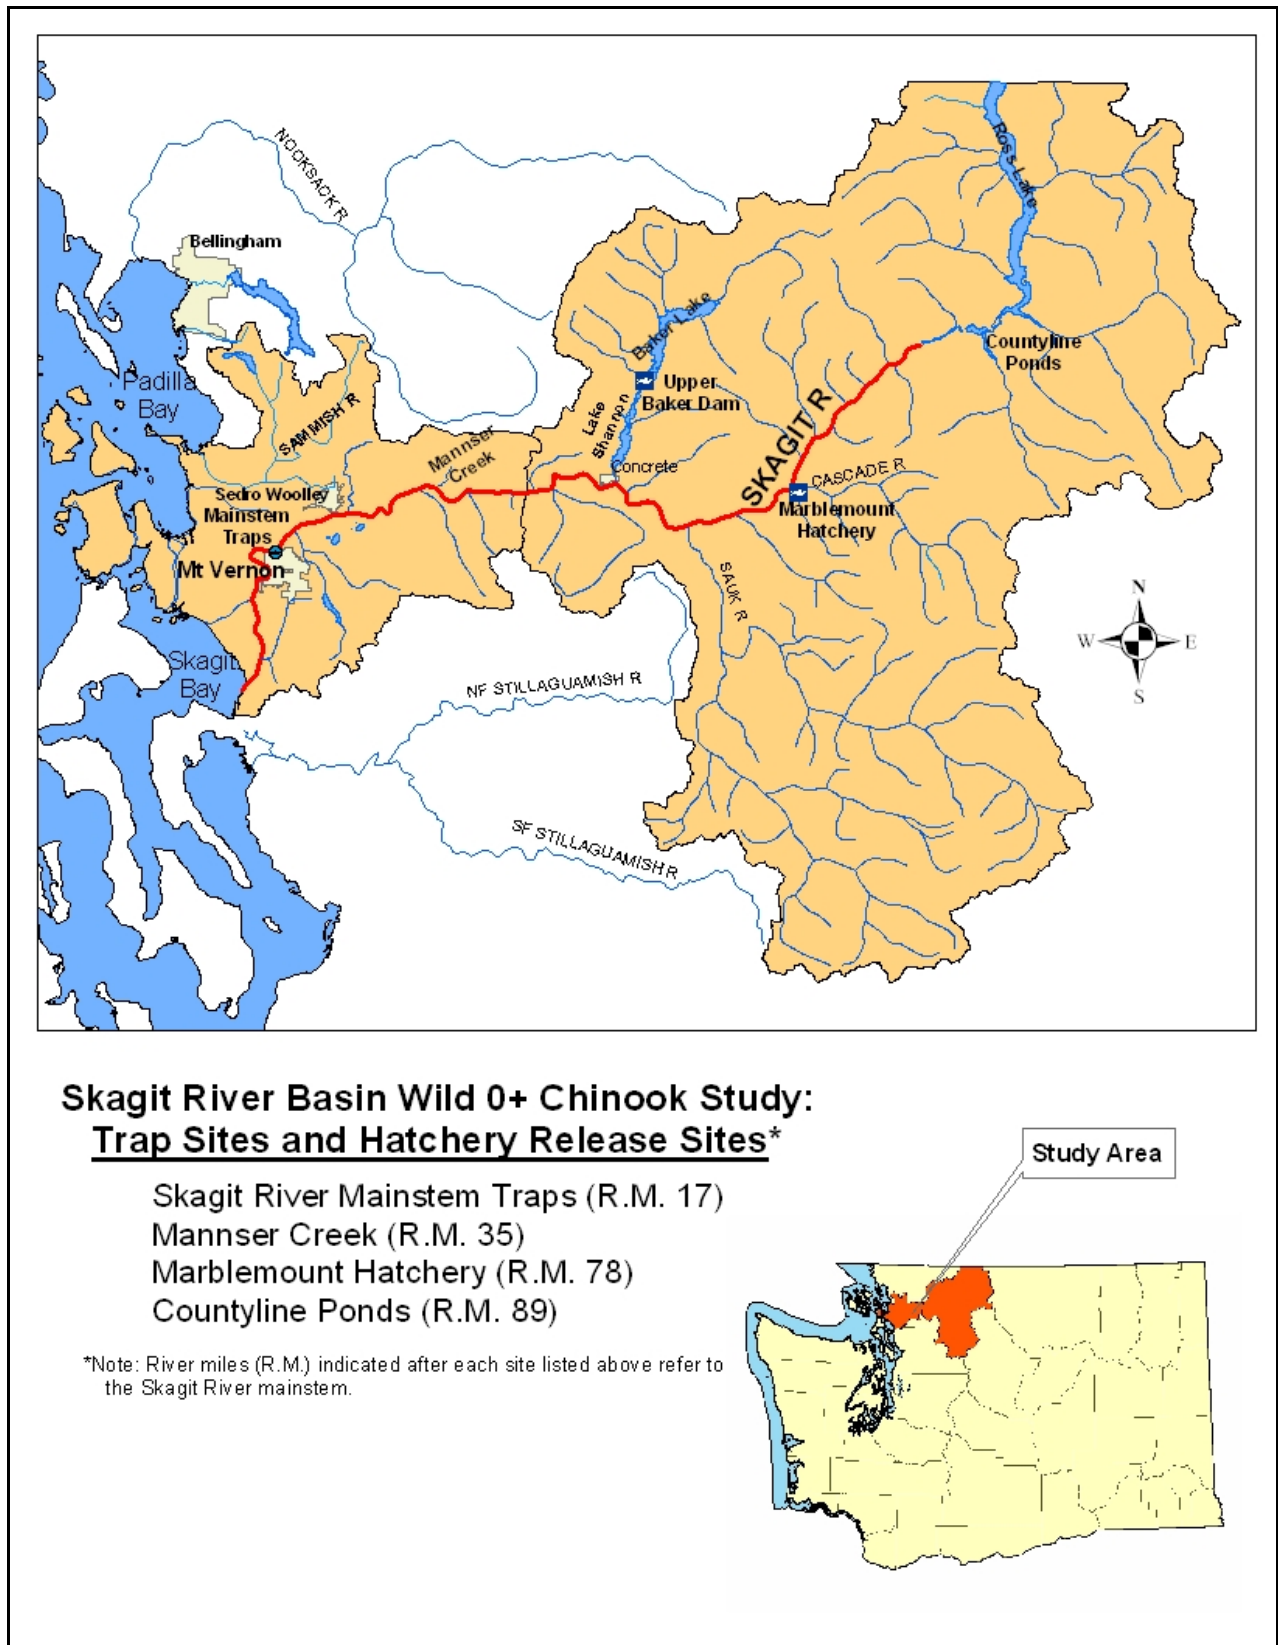 NOOKSACK R
Ross Lake
Bellingham
Baker Lake
Countyline
Ponds
Padilla
Bay
Upper
Baker Dam
Lake
Shannon
SAMMISH R
SKAGIT R
Mannser
Creek
Concrete
CASCADE R
Sedro Woolley
Mainstem
Traps
Marblemount
Hatchery
Mt Vernon
SAUK R
N
W E
S
Skagit
Bay
NF STILLAGUAMISH R
SF STILLAGUAMISH R
Skagit River Basin Wild 0+ Chinook Study:
Trap Sites and Hatchery Release Sites*
Study Area
Skagit River Mainstem Traps (R.M. 17)
Mannser Creek (R.M. 35)
Marblemount Hatchery (R.M. 78)
Countyline Ponds (R.M. 89)
*Note: River miles (R.M.) indicated after each site listed above refer to
the Skagit River mainstem.